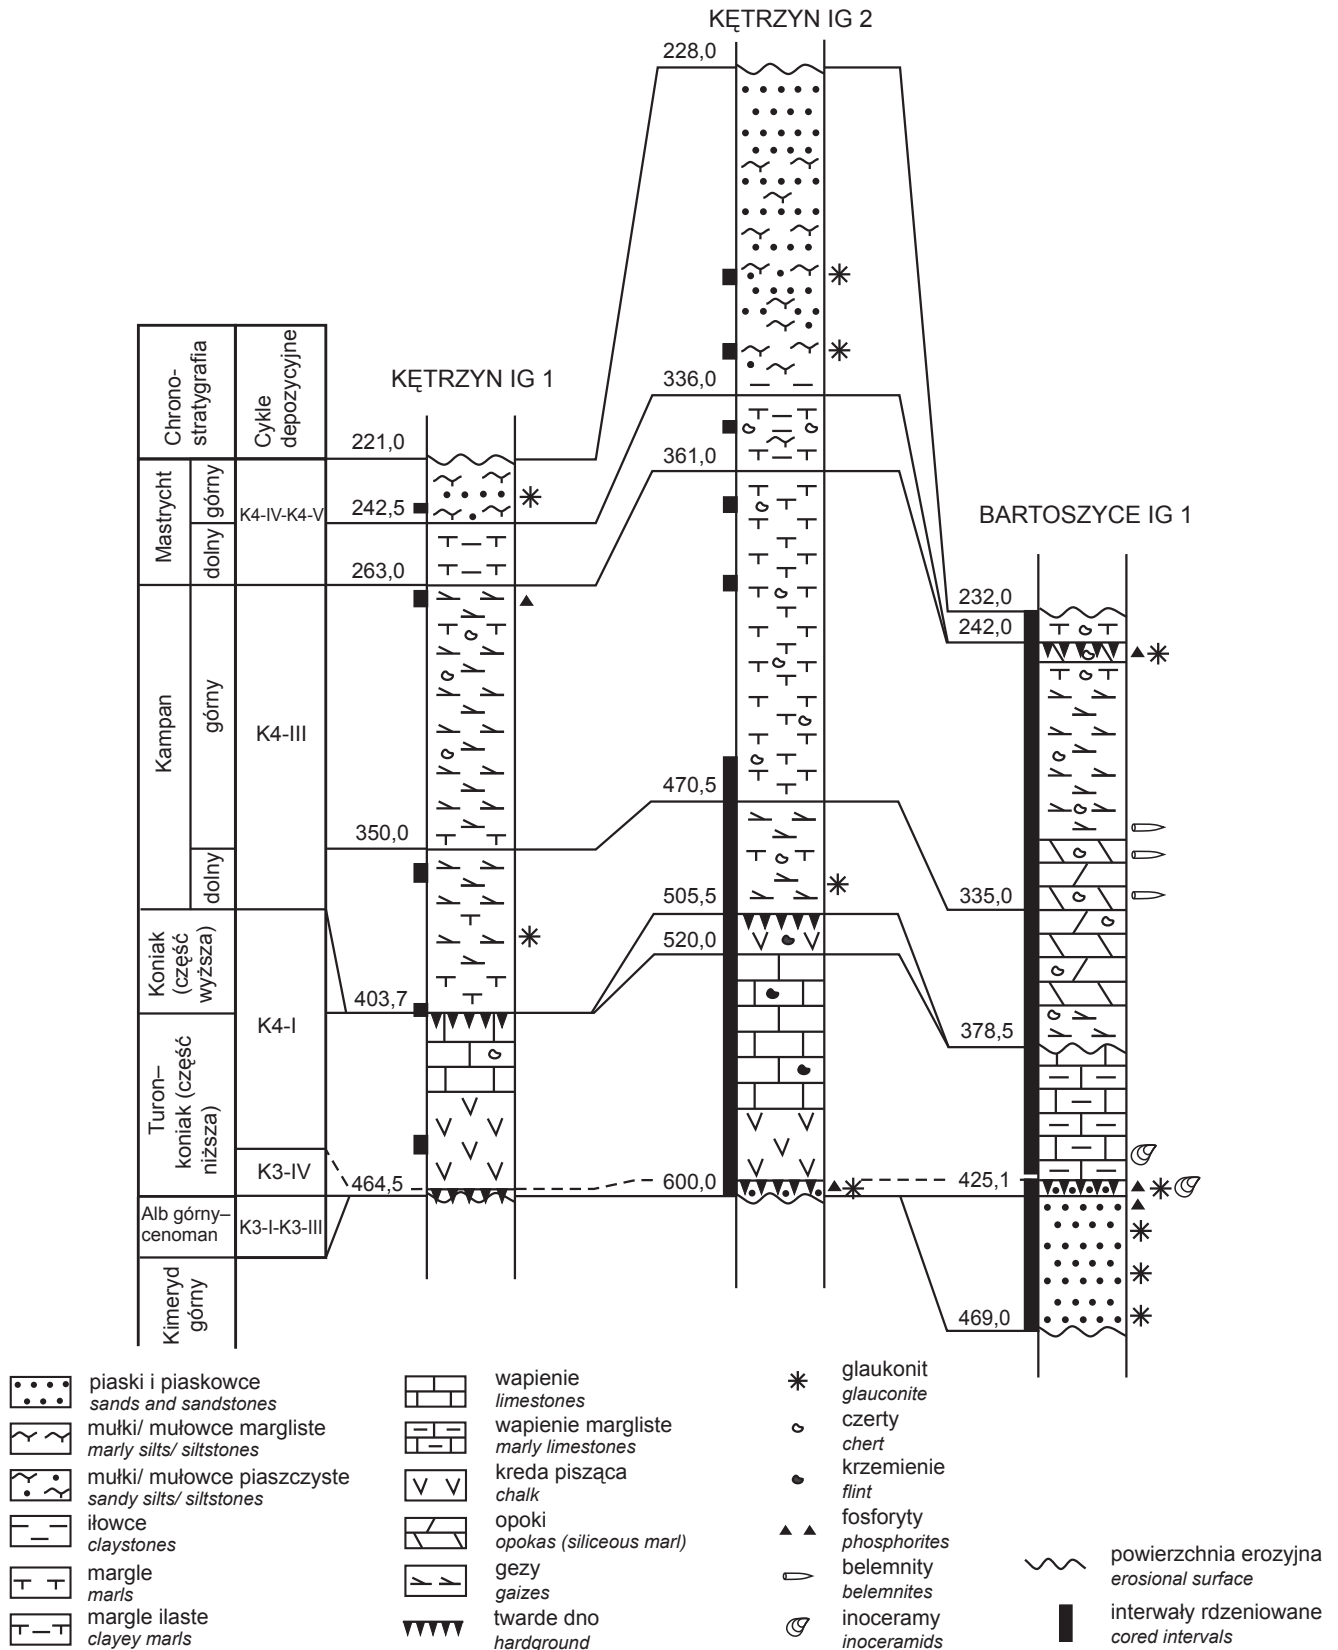 KĘTRZYN IG 2
228,0
336,0
361,0
470,5
505,5
520,0
600,0
KĘTRZYN IG 1
221,0
242,5
263,0
350,0
403,7
464,5
BARTOSZYCE IG 1
232,0
242,0
335,0
378,5
425,1
469,0
Chrono-
stratygrafia
Cykle
depozycyjne
Mastrycht
górny
dolny
K4-IV-K4-V
Kampan
górny
dolny
K4-III
Koniak
(część
wyższa)
K4-I
Turon–
koniak (część
niższa)
K3-IV
Alb górny–
cenoman
K3-I-K3-III
Kimeryd
górny
piaski i piaskowce
sands and sandstones
mułki/ mułowce margliste
marly silts/ siltstones
mułki/ mułowce piaszczyste
sandy silts/ siltstones
iłowce
claystones
margle
marls
margle ilaste
clayey marls
wapienie
limestones
wapienie margliste
marly limestones
kreda pisząca
chalk
opoki
opokas (siliceous marl)
gezy
gaizes
twarde dno
hardground
glaukonit
glauconite
czerty
chert
krzemienie
flint
fosforyty
phosphorites
belemnity
belemnites
inoceramy
inoceramids
powierzchnia erozyjna
erosional surface
interwały rdzeniowane
cored intervals